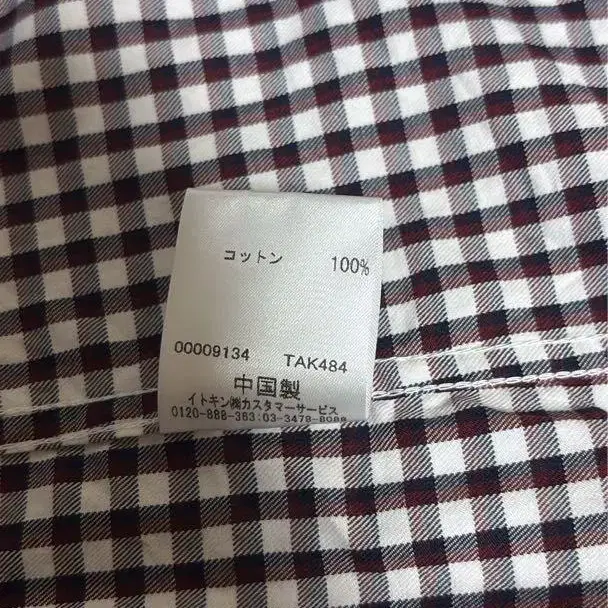 コットン 100%
00009134 TAK484
中国製
イトキン㈱カスタマーサービス
0120-888-363:03-3478-8088